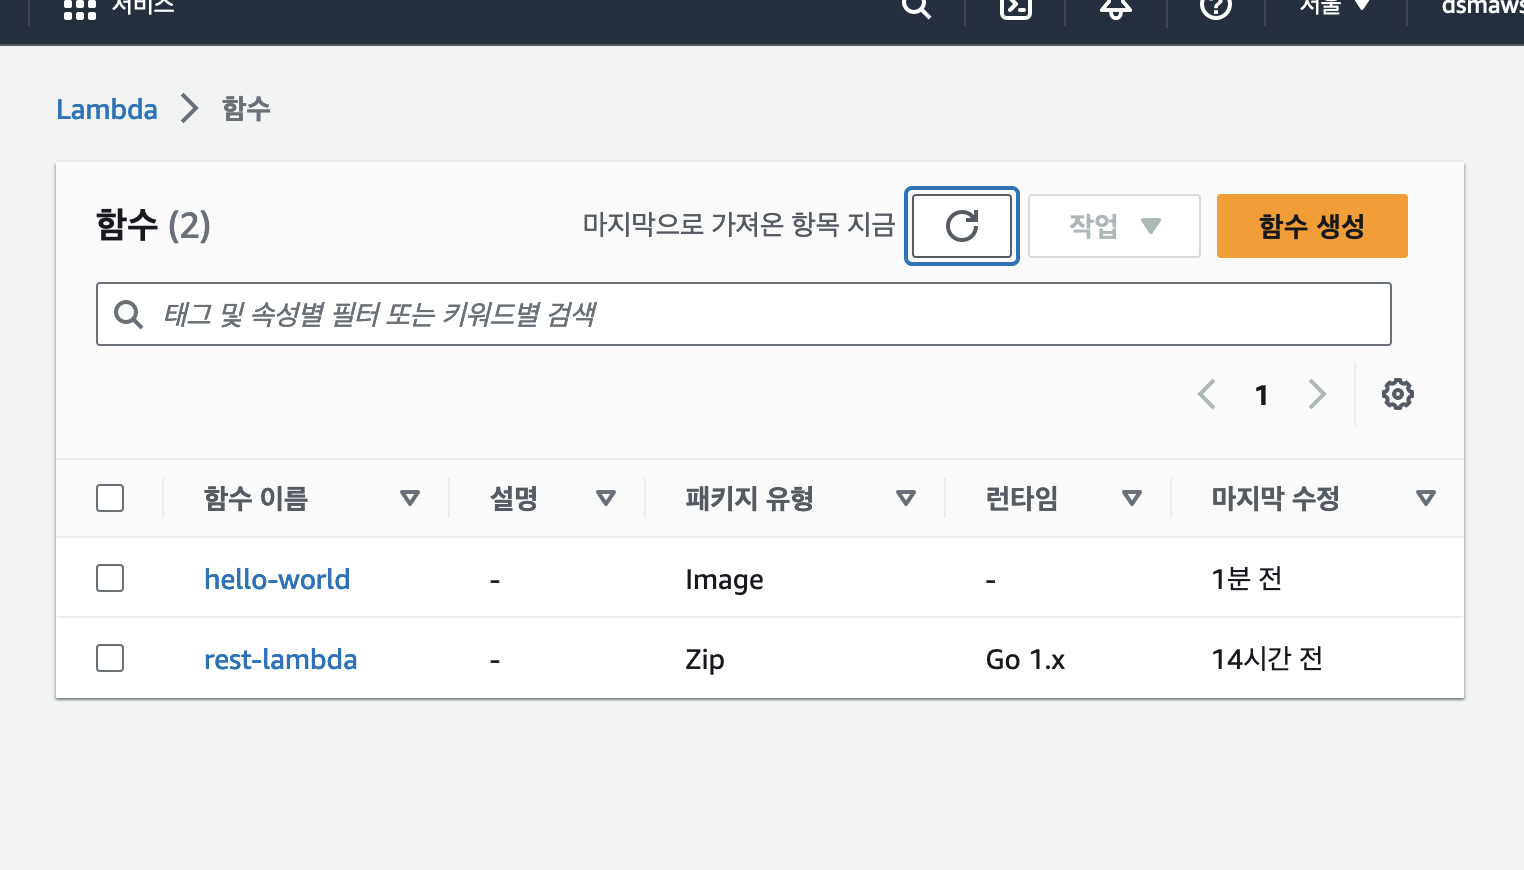 서비스 서울 dsmaws
Lambda 함수
함수 (2) 마지막으로 가져온 항목 지금 작업 함수 생성
태그 및 속성별 필터 또는 키워드별 검색
1
함수 이름 설명 패키지 유형 런타임 마지막 수정
hello-world - Image - 1분 전
rest-lambda - Zip Go 1.x 14시간 전